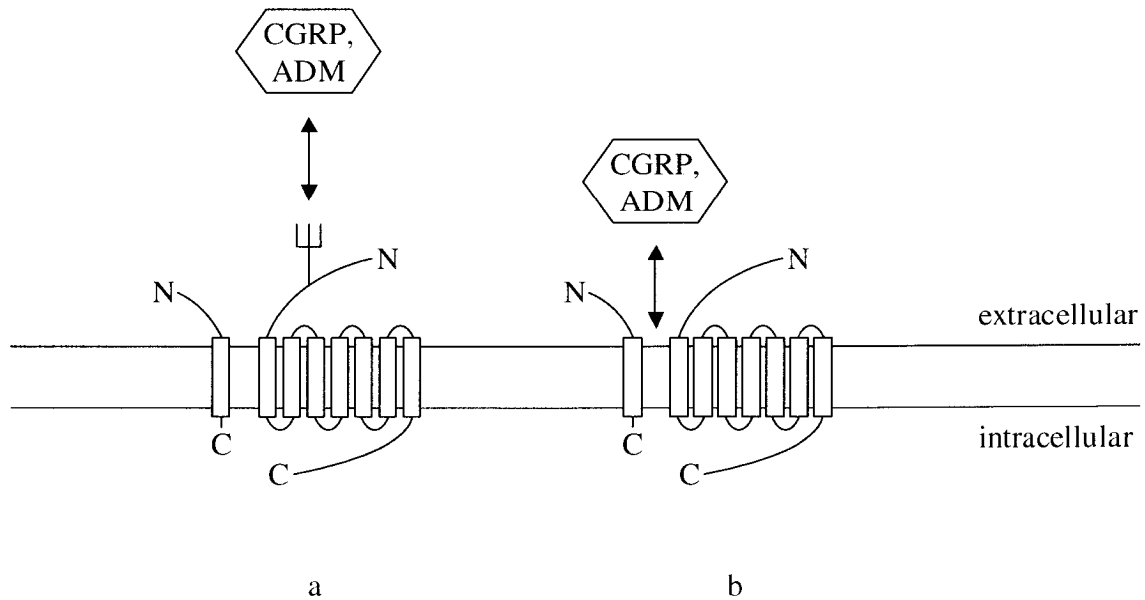 CGRP,
ADM
CGRP,
ADM
N
N
N
N
extracellular
C
C
intracellular
C
C
a
b